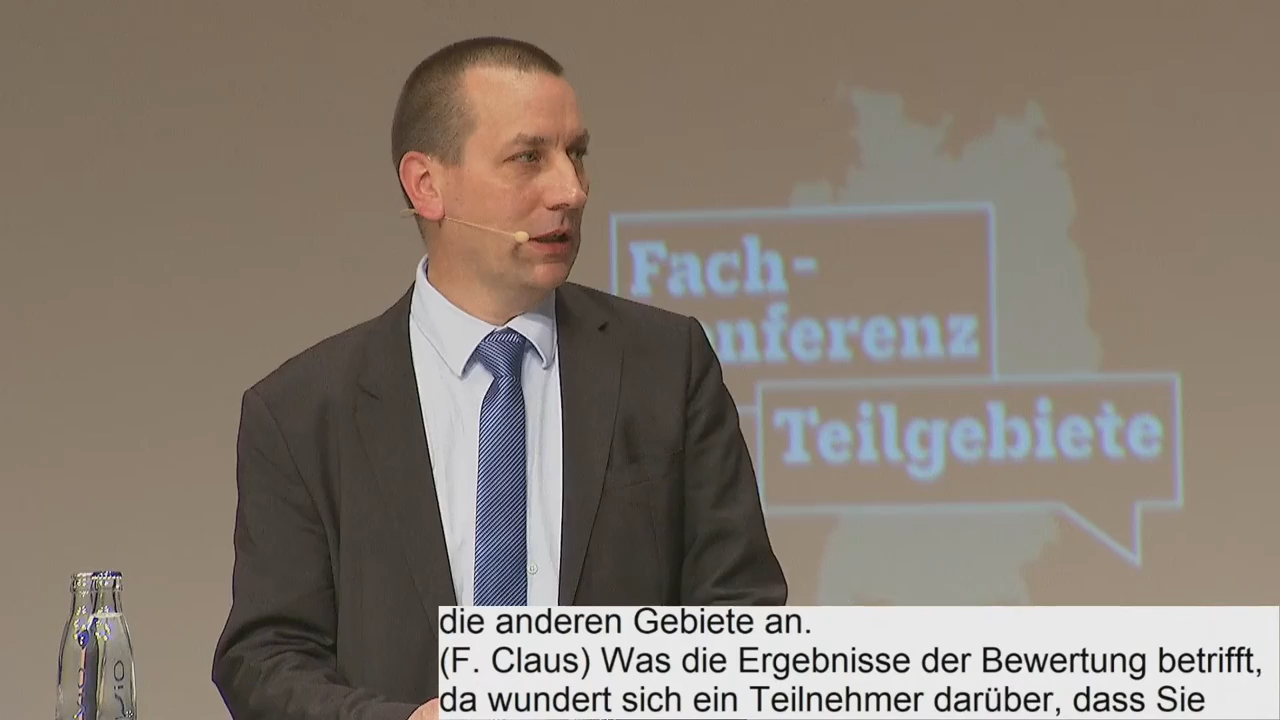 Fach-
nferenz
Teilgebiete
die anderen Gebiete an.
(F. Claus) Was die Ergebnisse der Bewertung betrifft,
da wundert sich ein Teilnehmer darüber, dass Sie